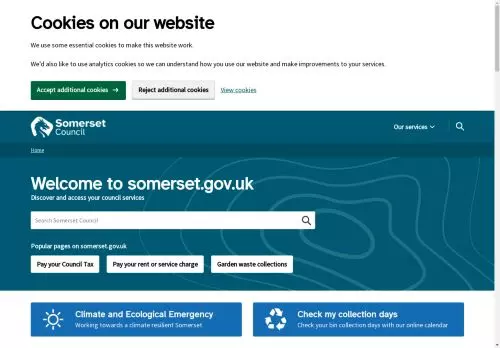 Cookies on our website
We use some essential cookies to make this website work.
We'd also like to use analytics cookies so we can understand how you use our website and make improvements to your services.
Accept additional cookies →
Reject additional cookies
View cookies
Somerset
Council
Our services
Home
Welcome to somerset.gov.uk
Discover and access your council services
Search Somerset Council
Popular pages on somerset.gov.uk
Pay your Council Tax
Pay your rent or service charge
Garden waste collections
Climate and Ecological Emergency
Working towards a climate resilient Somerset
Check my collection days
Check your bin collection days with our online calendar